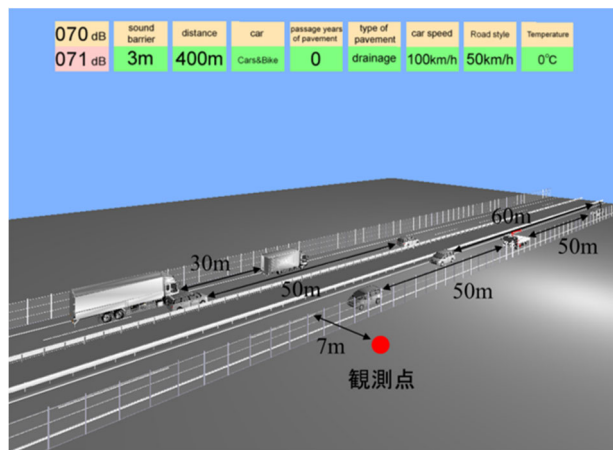 070 dB
071 dB
sound barrier
3m
distance
400m
car
Cars&Bike
passage years of pavement
0
type of pavement
drainage
car speed
100km/h
Road style
50km/h
Temperature
0℃
60m
30m
50m
50m
50m
7m
観測点